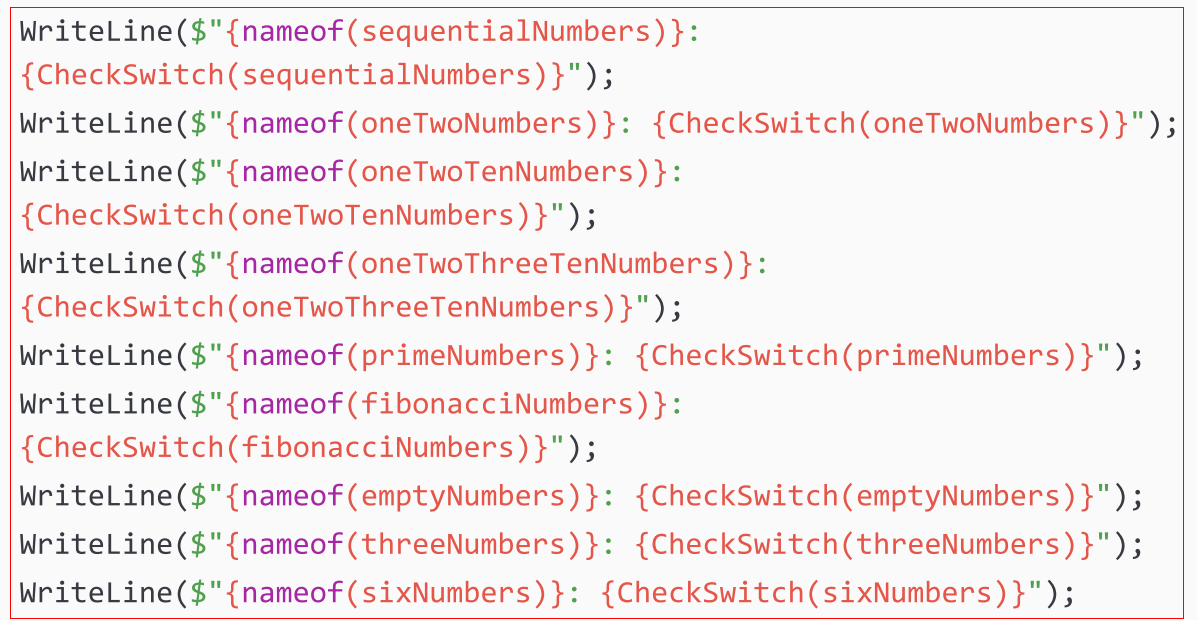 WriteLine($"{nameof(sequentialNumbers)}:
{CheckSwitch(sequentialNumbers)}");
WriteLine($"{nameof(oneTwoNumbers)}: {CheckSwitch(oneTwoNumbers)}");
WriteLine($"{nameof(oneTwoTenNumbers)}:
{CheckSwitch(oneTwoTenNumbers)}");
WriteLine($"{nameof(oneTwoThreeTenNumbers)}:
{CheckSwitch(oneTwoThreeTenNumbers)}");
WriteLine($"{nameof(primeNumbers)}: {CheckSwitch(primeNumbers)}");
WriteLine($"{nameof(fibonacciNumbers)}:
{CheckSwitch(fibonacciNumbers)}");
WriteLine($"{nameof(emptyNumbers)}: {CheckSwitch(emptyNumbers)}");
WriteLine($"{nameof(threeNumbers)}: {CheckSwitch(threeNumbers)}");
WriteLine($"{nameof(sixNumbers)}: {CheckSwitch(sixNumbers)}");